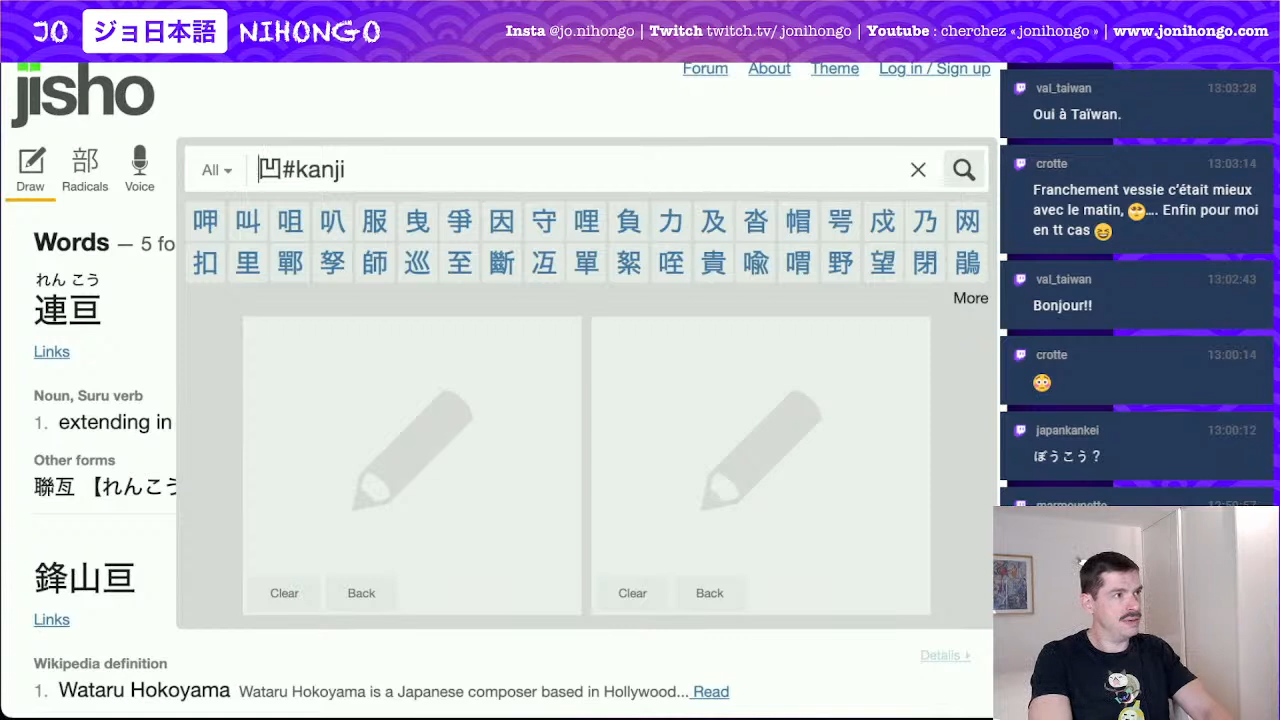 JO ジョ日本語 NIHONGO
Insta @jo.nihongo | Twitch twitch.tv/jonihongo | Youtube : cherchez « jonihongo » | www.jonihongo.com
jisho
Forum About Theme Log in / Sign up
Draw 部 Radicals Voice
All 凹#kanji
呷 叫 咀 叭 服 曳 爭 因 守 哩 負 力 及 沓 帽 咢 戍 乃 网
扣 里 鄲 孥 師 巡 至 斷 冱 單 絮 咥 貴 喩 喟 野 望 閉 鵑
More
Clear Back
Clear Back
Words — 5 fo
れん こう
連亘
Links
Noun, Suru verb
1. extending in
Other forms
聯亙 【れんこう
鋒山亘
Links
Details
Wikipedia definition
1. Wataru Hokoyama Wataru Hokoyama is a Japanese composer based in Hollywood... Read
val_taiwan 13:03:28
Oui à Taïwan.
crotte 13:03:14
Franchement vessie c’était mieux
avec le matin, 🥴…. Enfin pour moi
en tt cas 😆
val_taiwan 13:02:43
Bonjour!!
crotte 13:00:14
😳
japankankei 13:00:12
ぼうこう？